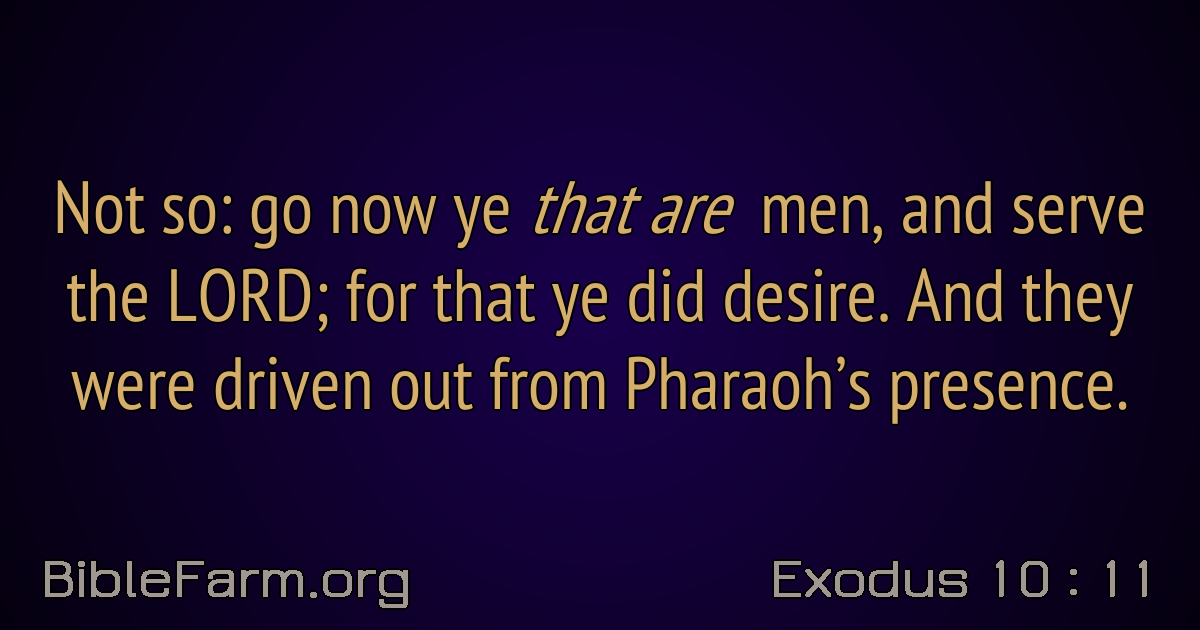 Not so: go now ye that are men, and serve
the LORD; for that ye did desire. And they
were driven out from Pharaoh’s presence.
BibleFarm.org
Exodus 10 : 11